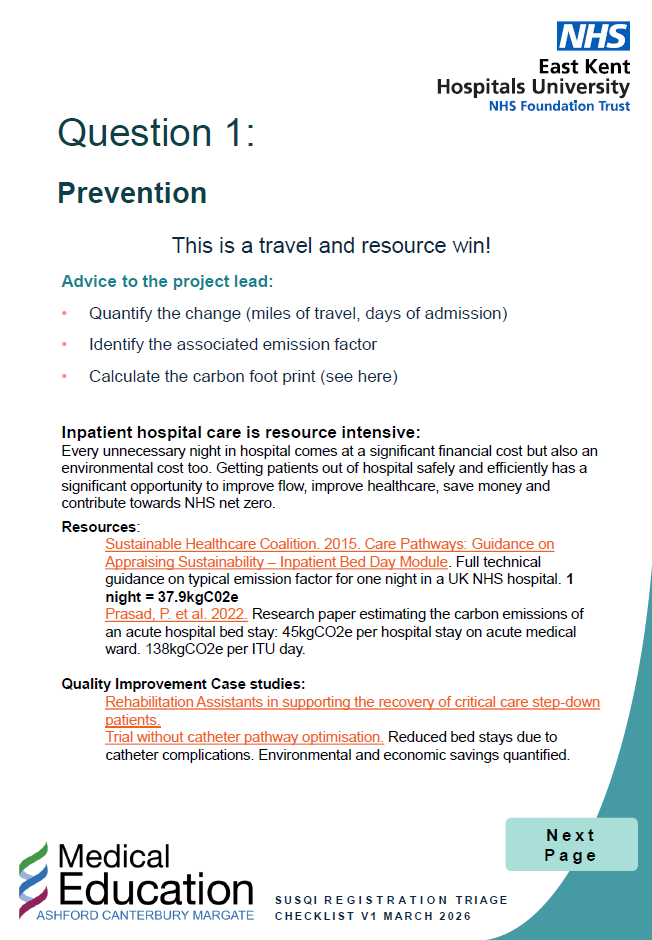 NHS
East Kent
Hospitals University
NHS Foundation Trust
Question 1:
Prevention
This is a travel and resource win!
Advice to the project lead:
• Quantify the change (miles of travel, days of admission)
• Identify the associated emission factor
• Calculate the carbon foot print (see here)
Inpatient hospital care is resource intensive:
Every unnecessary night in hospital comes at a significant financial cost but also an
environmental cost too. Getting patients out of hospital safely and efficiently has a
significant opportunity to improve flow, improve healthcare, save money and
contribute towards NHS net zero.
Resources:
Sustainable Healthcare Coalition. 2015. Care Pathways: Guidance on
Appraising Sustainability – Inpatient Bed Day Module. Full technical
guidance on typical emission factor for one night in a UK NHS hospital. 1
night = 37.9kgC02e
Prasad, P. et al. 2022. Research paper estimating the carbon emissions of
an acute hospital bed stay: 45kgCO2e per hospital stay on acute medical
ward. 138kgCO2e per ITU day.
Quality Improvement Case studies:
Rehabilitation Assistants in supporting the recovery of critical care step-down
patients.
Trial without catheter pathway optimisation. Reduced bed stays due to
catheter complications. Environmental and economic savings quantified.
Next
Page
Medical
Education
ASHFORD CANTERBURY MARGATE
SUSQI REGISTRATION TRIAGE
CHECKLIST V1 MARCH 2026